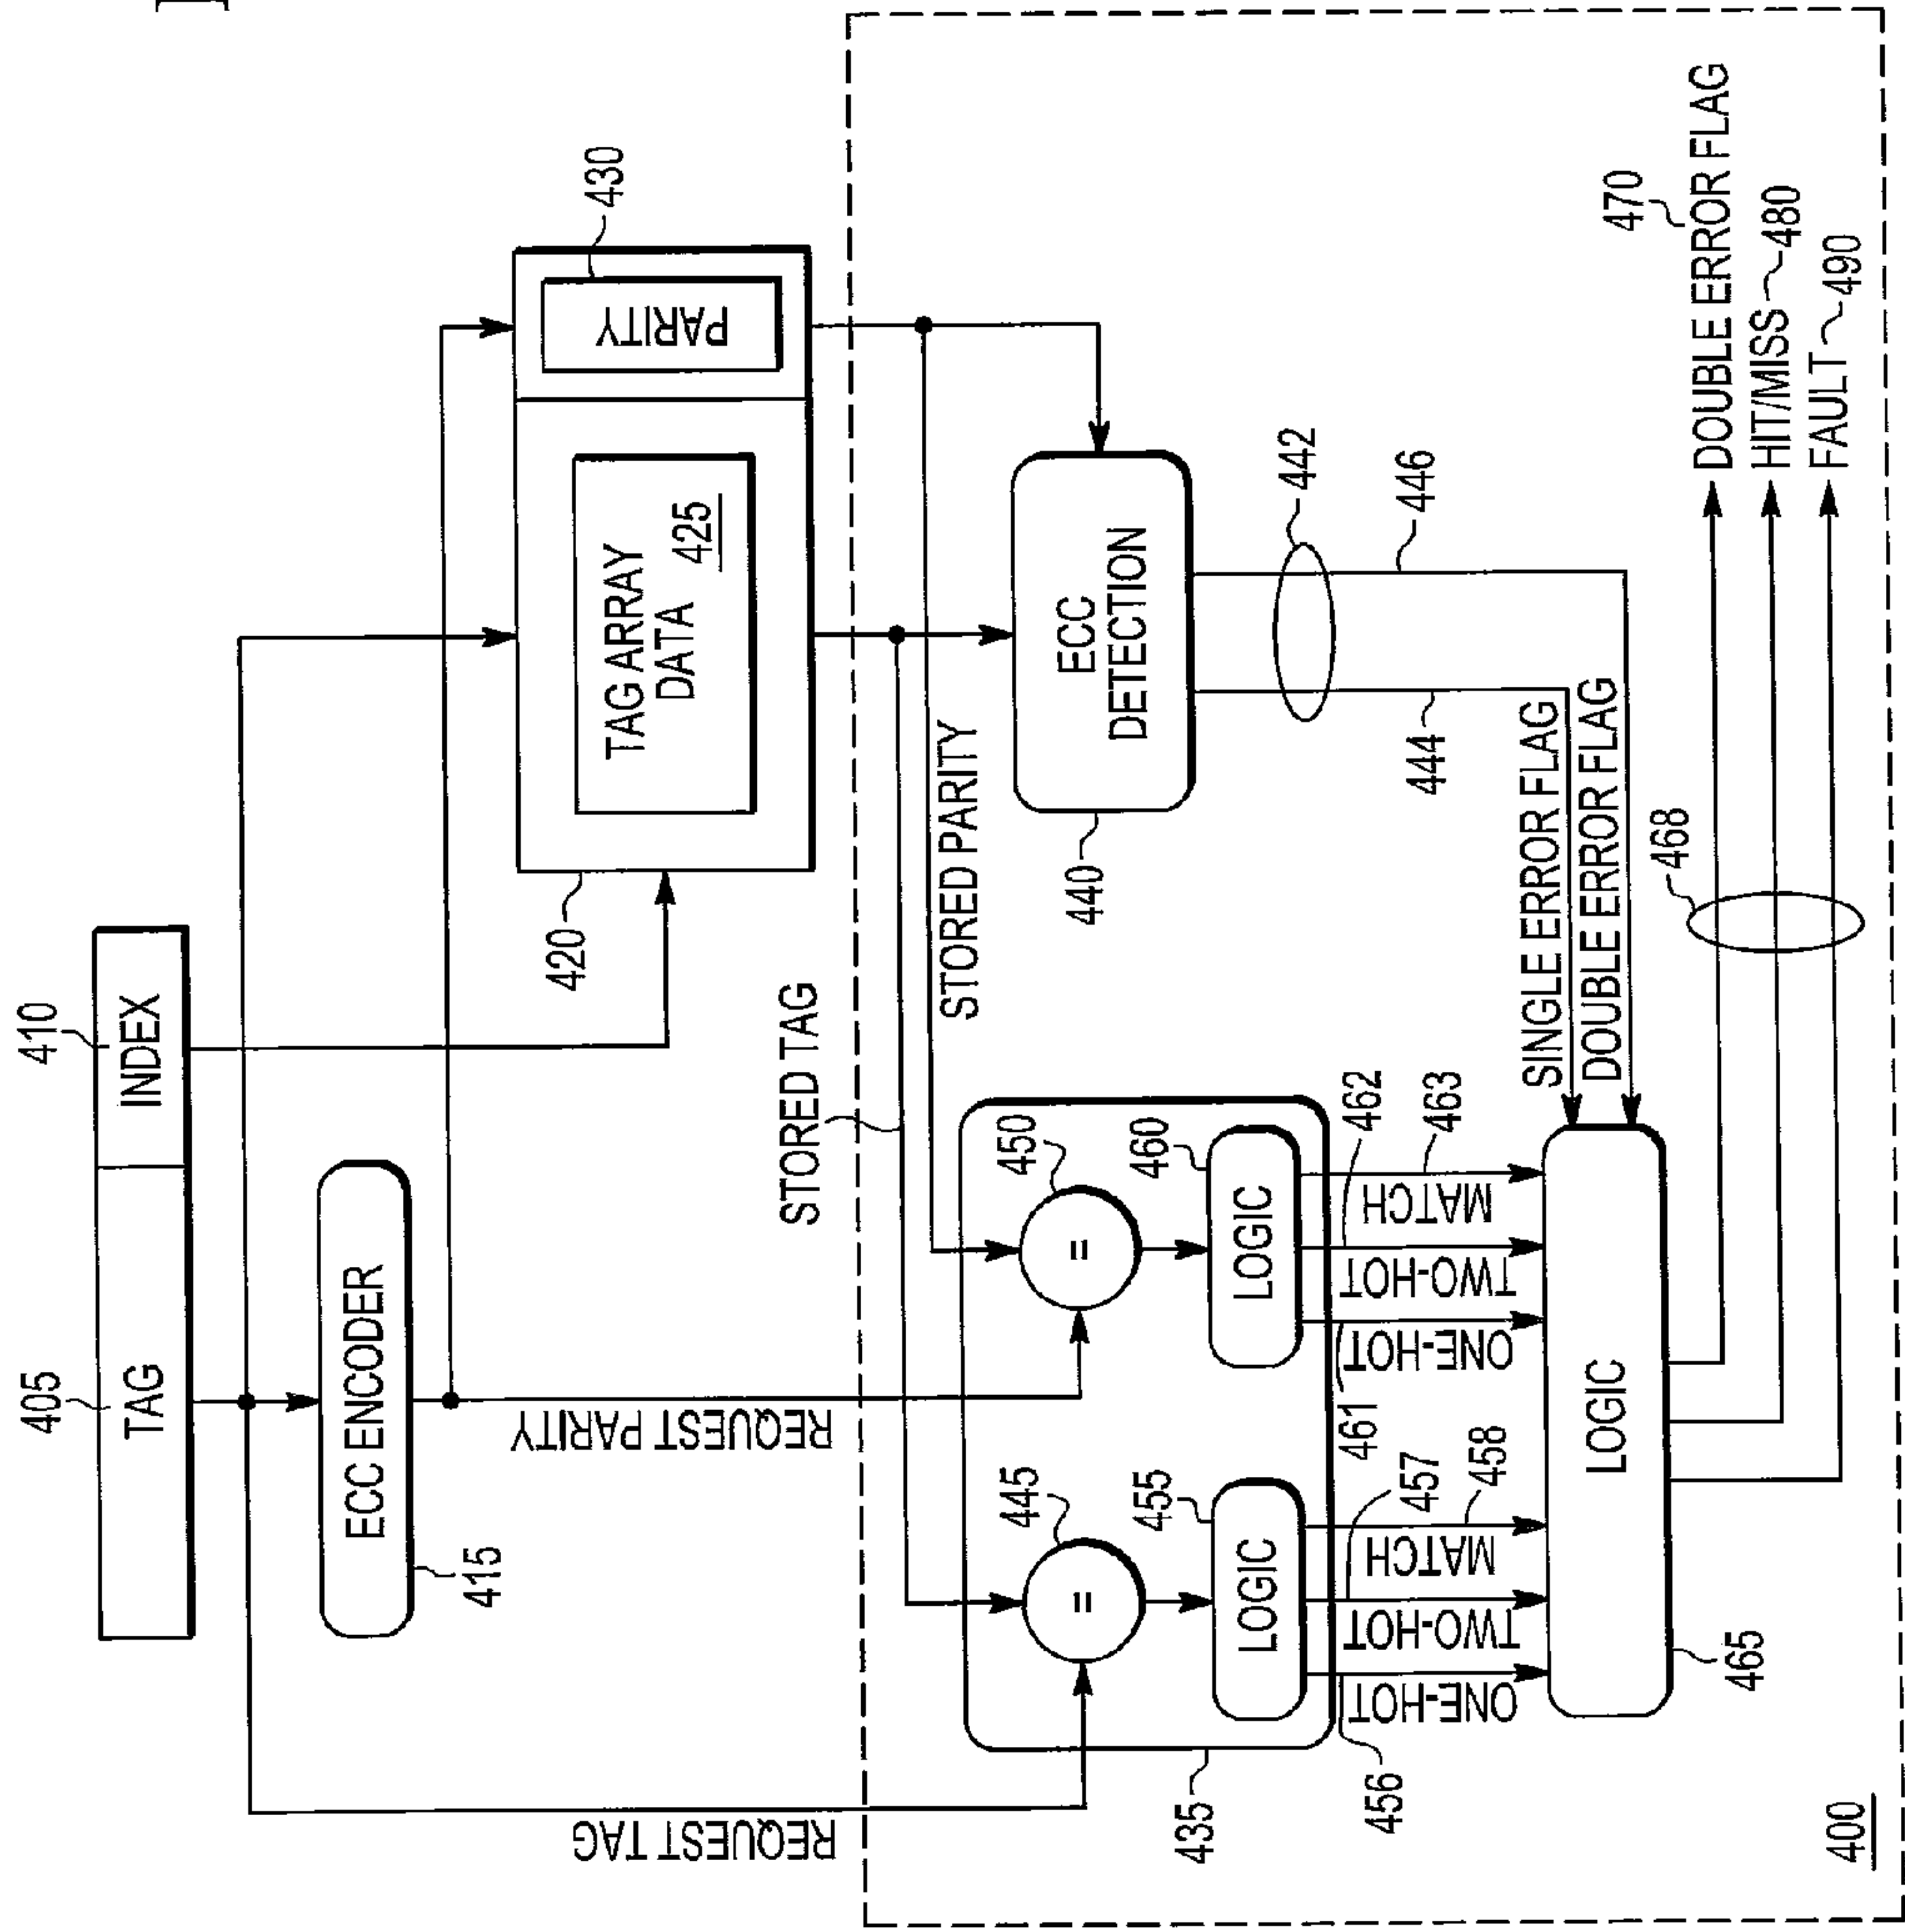 405
TAG
410
INDEX
ECC ENCODER
415
REQUEST TAG
REQUEST PARITY
420
TAG ARRAY
DATA
425
PARITY
430
STORED TAG
STORED PARITY
435
445
=
450
=
455
LOGIC
460
LOGIC
440
ECC
DETECTION
442
444
446
456
ONE-HOT
457
TWO-HOT
458
MATCH
461
ONE-HOT
462
TWO-HOT
463
MATCH
SINGLE ERROR FLAG
DOUBLE ERROR FLAG
LOGIC
465
468
470
DOUBLE ERROR FLAG
HIT/MISS
480
FAULT
490
400